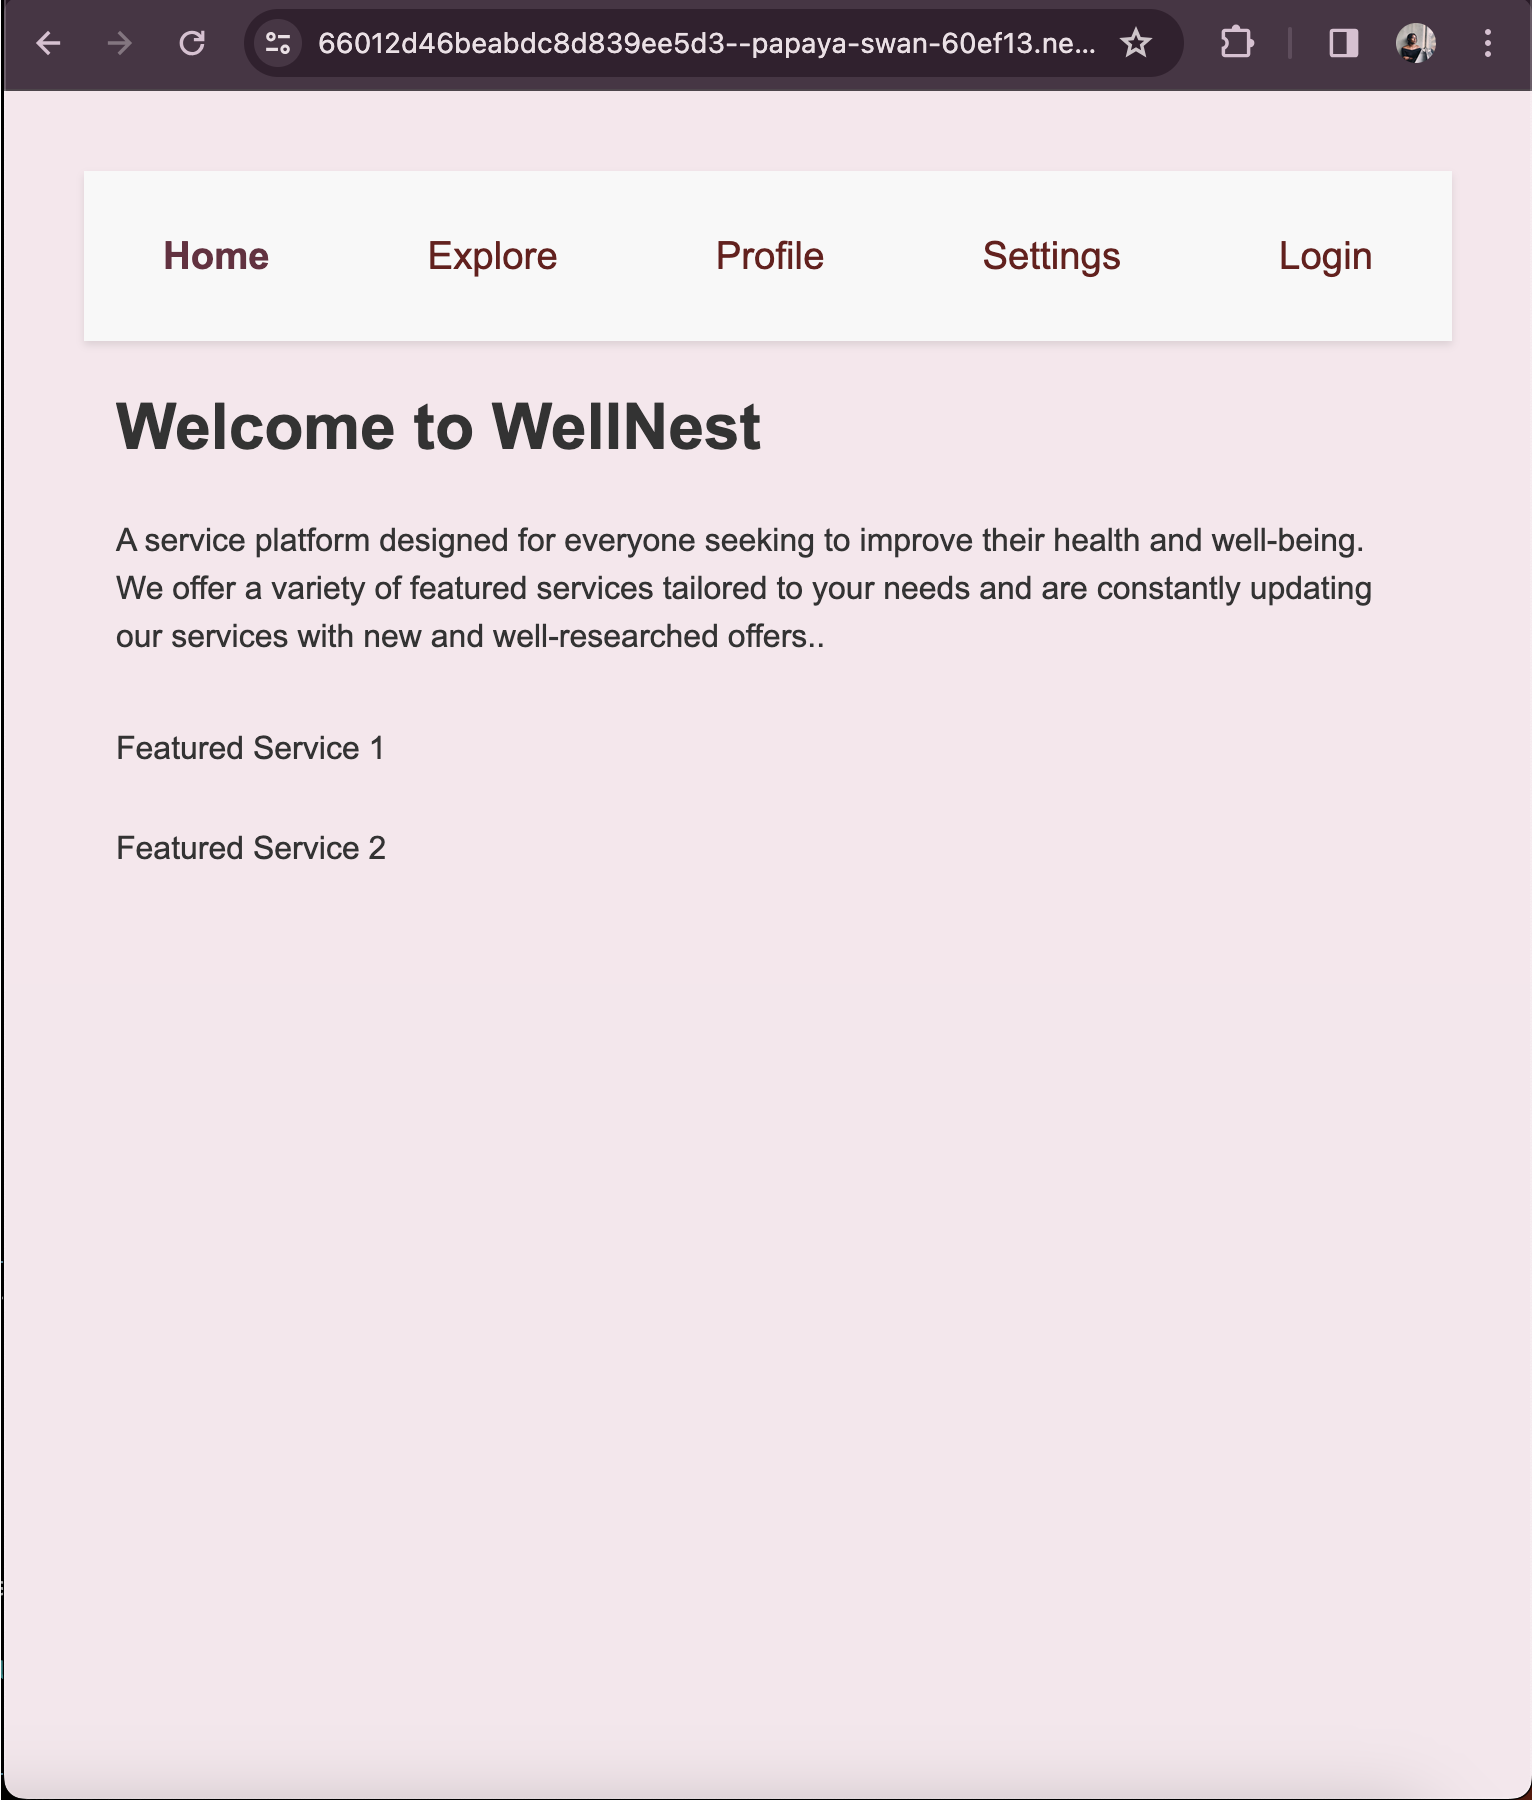 66012d46beabdc8d839ee5d3--papaya-swan-60ef13.ne...
Home Explore Profile Settings Login
Welcome to WellNest
A service platform designed for everyone seeking to improve their health and well-being.
We offer a variety of featured services tailored to your needs and are constantly updating
our services with new and well-researched offers..
Featured Service 1
Featured Service 2